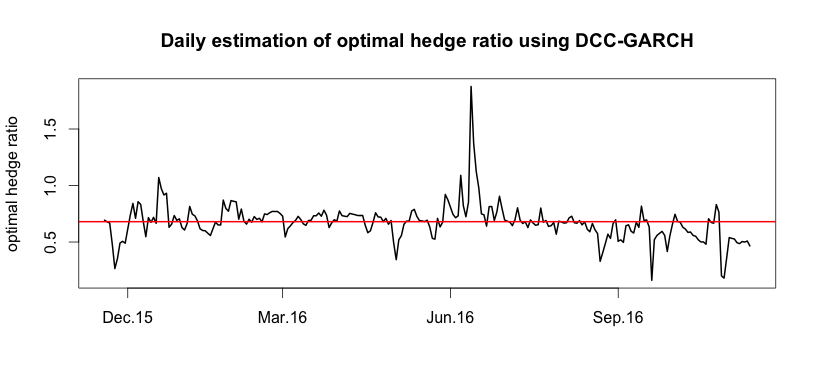 Daily estimation of optimal hedge ratio using DCC-GARCH
optimal hedge ratio
1.5
1.0
0.5
Dec.15 Mar.16 Jun.16 Sep.16